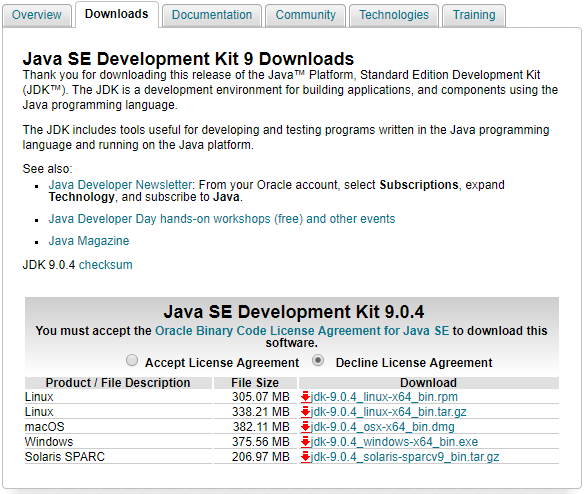 Overview Downloads Documentation Community Technologies Training
Java SE Development Kit 9 Downloads
Thank you for downloading this release of the Java™ Platform, Standard Edition Development Kit
(JDK™). The JDK is a development environment for building applications, and components using the
Java programming language.
The JDK includes tools useful for developing and testing programs written in the Java programming
language and running on the Java platform.
See also:
Java Developer Newsletter: From your Oracle account, select Subscriptions, expand
Technology, and subscribe to Java.
Java Developer Day hands-on workshops (free) and other events
Java Magazine
JDK 9.0.4 checksum
Java SE Development Kit 9.0.4
You must accept the Oracle Binary Code License Agreement for Java SE to download this
software.
Accept License Agreement Decline License Agreement
Product / File Description File Size Download
Linux 305.07 MB jdk-9.0.4_linux-x64_bin.rpm
Linux 338.21 MB jdk-9.0.4_linux-x64_bin.tar.gz
macOS 382.11 MB jdk-9.0.4_osx-x64_bin.dmg
Windows 375.56 MB jdk-9.0.4_windows-x64_bin.exe
Solaris SPARC 206.97 MB jdk-9.0.4_solaris-sparcv9_bin.tar.gz